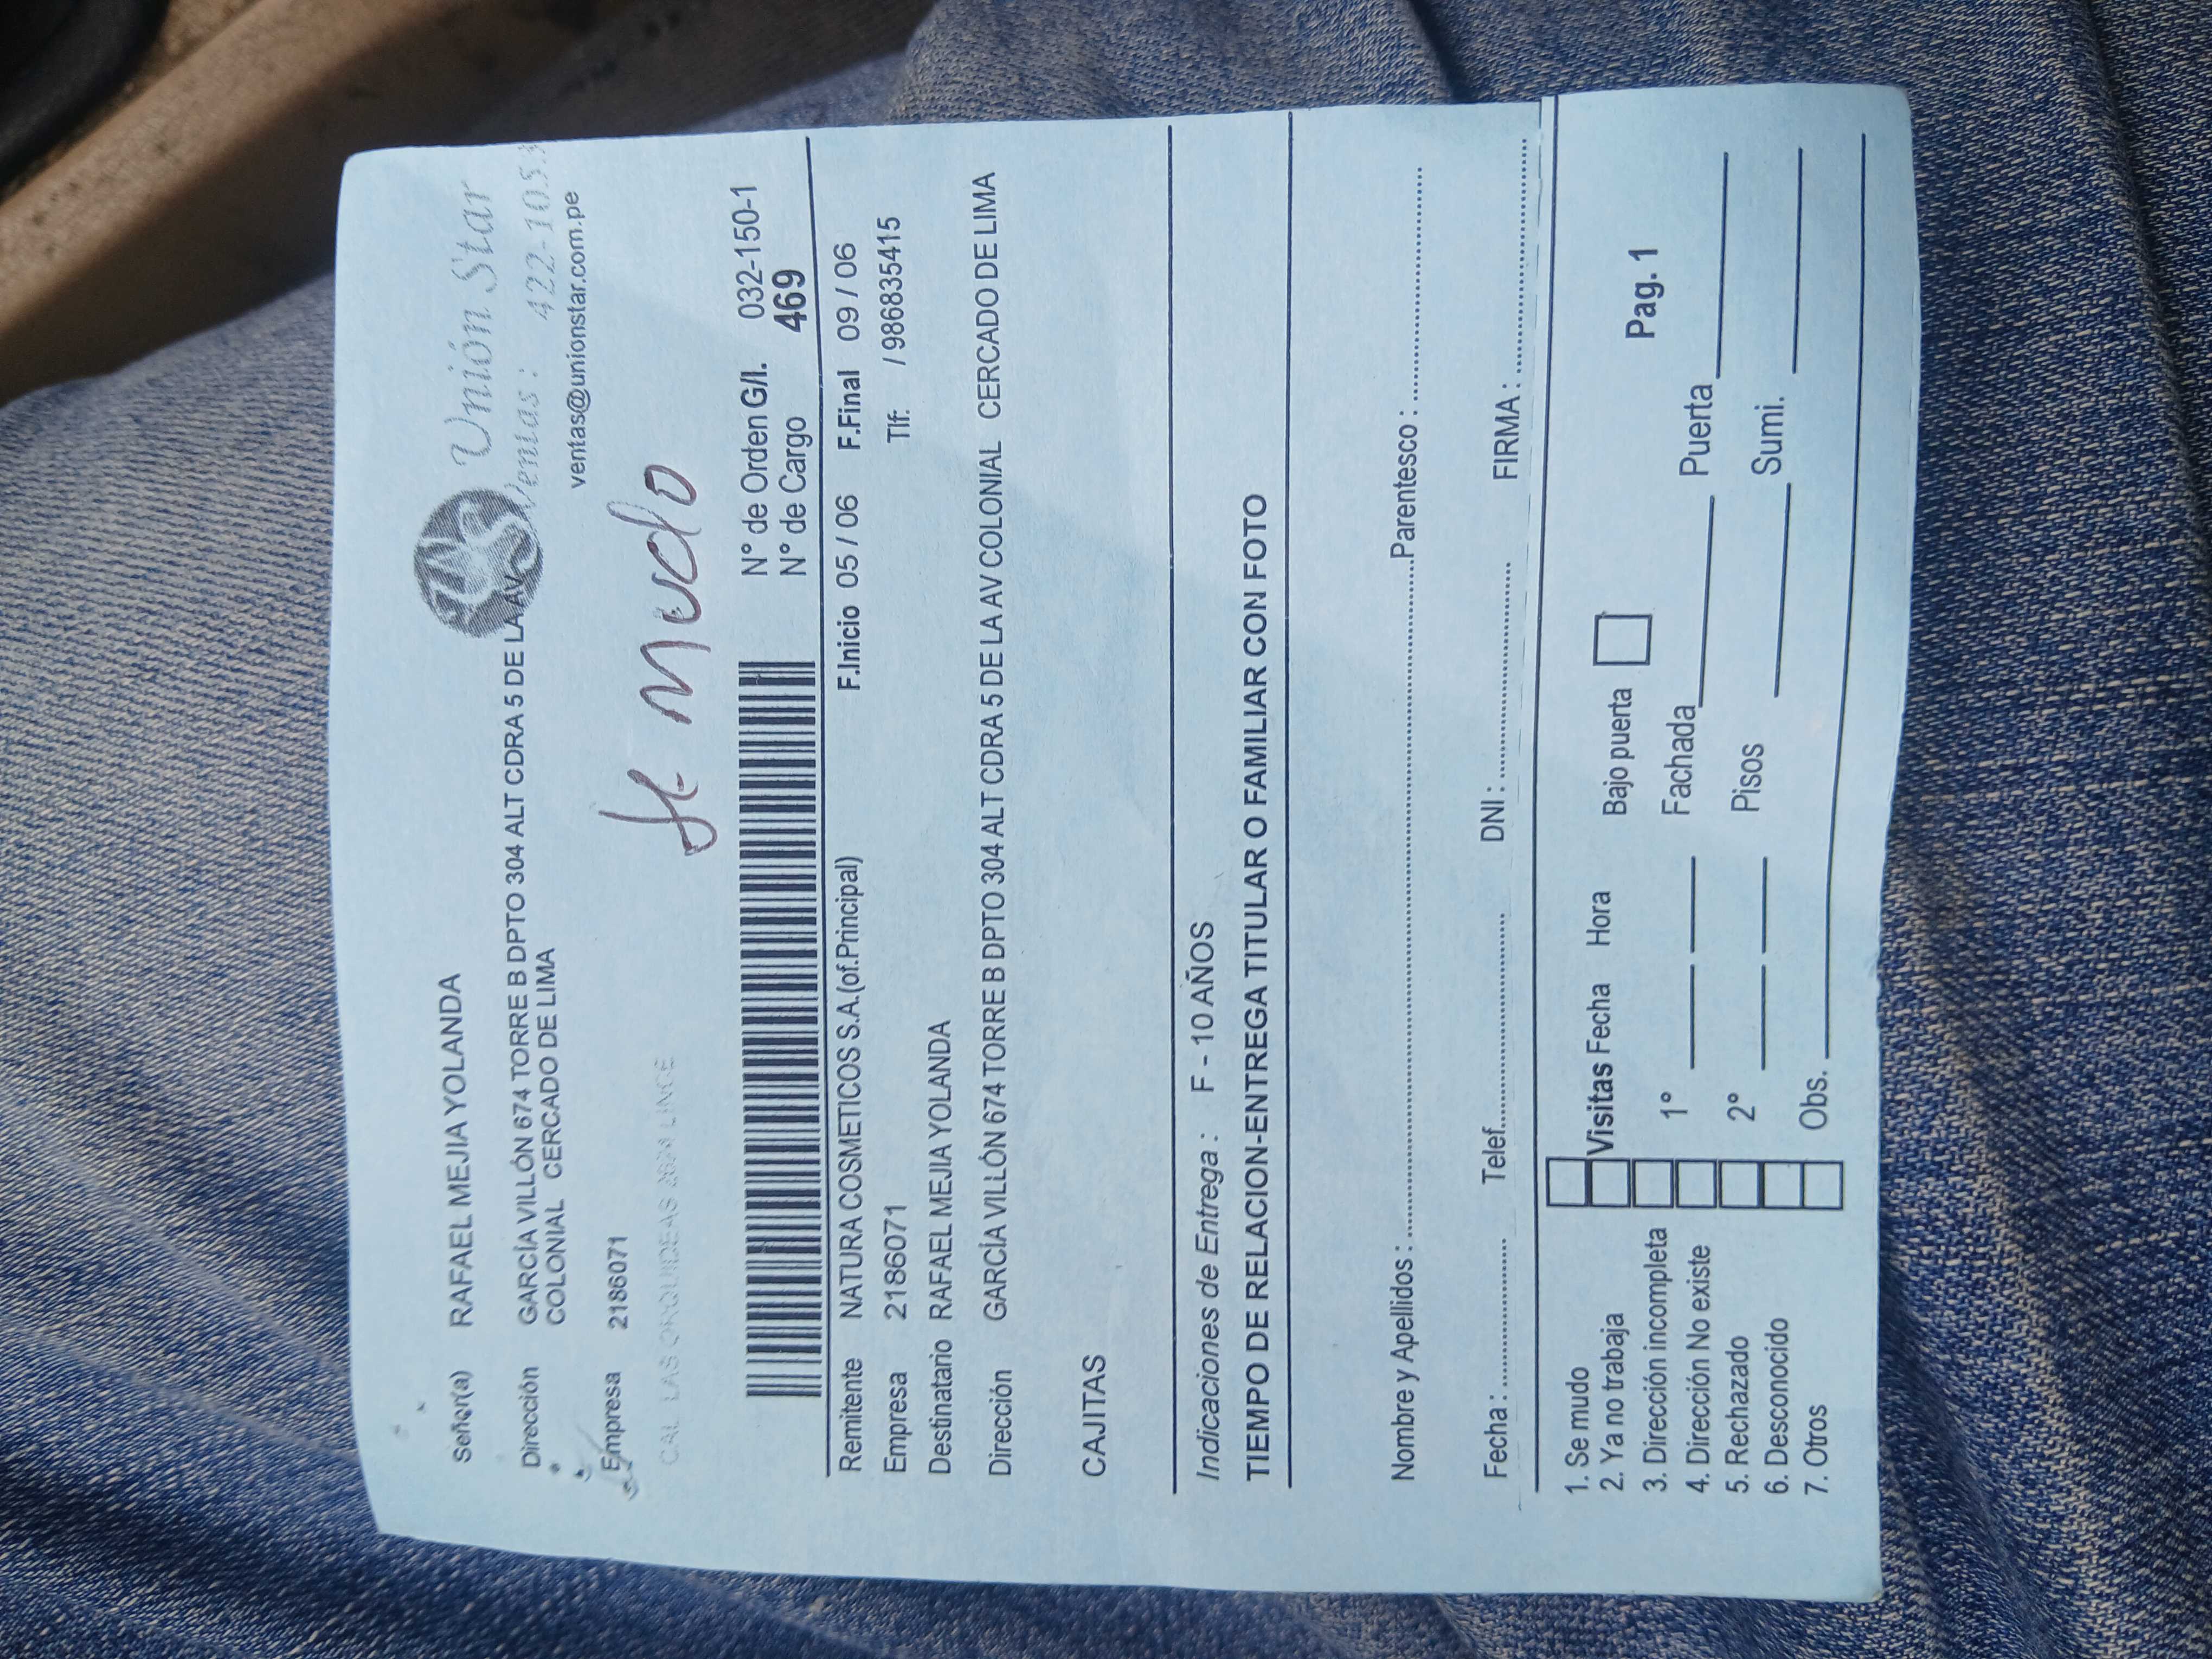 Unión Star
Ventas : 422-105
ventas@unionstar.com.pe
Señor(a) RAFAEL MEJIA YOLANDA
Dirección GARCÍA VILLÓN 674 TORRE B DPTO 304 ALT CDRA 5 DE LA AV
COLONIAL CERCADO DE LIMA
Empresa 2186071
Se Mudo
CAL. LAS ORQUIDEAS LINCE
N° de Orden G/I. 032-150-1
N° de Cargo 469
Remitente NATURA COSMETICOS S.A.(of.Principal) F.Inicio 05 / 06 F.Final 09 / 06
Empresa 2186071 Tlf: / 986835415
Destinatario RAFAEL MEJIA YOLANDA
Dirección GARCÍA VILLÓN 674 TORRE B DPTO 304 ALT CDRA 5 DE LA AV COLONIAL CERCADO DE LIMA
CAJITAS
Indicaciones de Entrega : F - 10 AÑOS
TIEMPO DE RELACION-ENTREGA TITULAR O FAMILIAR CON FOTO
Nombre y Apellidos : Parentesco :
Fecha : Telef. DNI : FIRMA :
1. Se mudo
2. Ya no trabaja
3. Dirección incompleta
4. Dirección No existe
5. Rechazado
6. Desconocido
7. Otros
Visitas Fecha Hora Bajo puerta Pag. 1
1° Fachada Puerta
2° Pisos Sumi.
Obs.